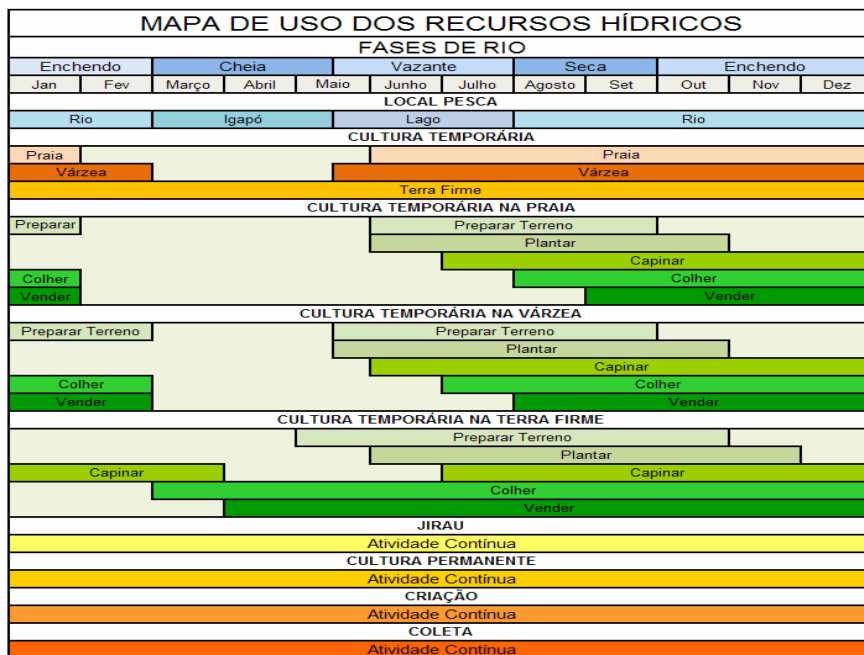 MAPA DE USO DOS RECURSOS HÍDRICOS
FASES DE RIO
Enchendo Cheia Vazante Seca Enchendo
Jan Fev Março Abril Maio Junho Julho Agosto Set Out Nov Dez
LOCAL PESCA
Rio Igapó Lago Rio
CULTURA TEMPORÁRIA
Praia Praia
Várzea Várzea
Terra Firme
CULTURA TEMPORÁRIA NA PRAIA
Preparar Preparar Terreno
Plantar
Capinar
Colher Colher
Vender Vender
CULTURA TEMPORÁRIA NA VÁRZEA
Preparar Terreno Preparar Terreno
Plantar
Capinar
Colher Colher
Vender Vender
CULTURA TEMPORÁRIA NA TERRA FIRME
Preparar Terreno
Plantar
Capinar Capinar
Colher
Vender
JIRAU
Atividade Contínua
CULTURA PERMANENTE
Atividade Contínua
CRIAÇÃO
Atividade Contínua
COLETA
Atividade Contínua